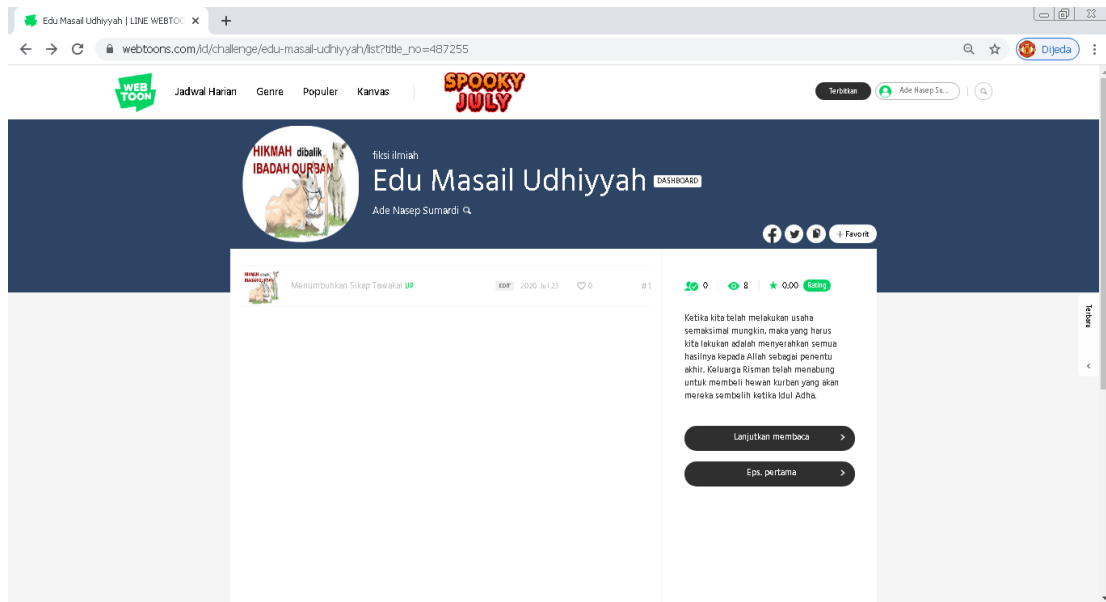 Edu Masail Udhiyyah | LINE WEBTOO
webtoons.com/id/challenge/edu-masail-udhiyyah/list?title_no=487255
Dijeda
WEB
TOON
Jadwal Harian Genre Populer Kanvas
SPOOKY
JULY
Terbitkan
Ade Nasep Su...
HIKMAH dibalik
IBADAH QURBAN
fiksi ilmiah
Edu Masail Udhiyyah DASHBOARD
Ade Nasep Sumardi
+ Favorit
Menumbuhkan Sikap Tawakal UP EDIT 2020 Jul 23 0 #1
0 8 0.00 Rating
Ketika kita telah melakukan usaha
semaksimal mungkin, maka yang harus
kita lakukan adalah menyerahkan semua
hasilnya kepada Allah sebagai penentu
akhir. Keluarga Risman telah menabung
untuk membeli hewan kurban yang akan
mereka sembelih ketika Idul Adha.
Lanjutkan membaca >
Eps. pertama >
Terbaru